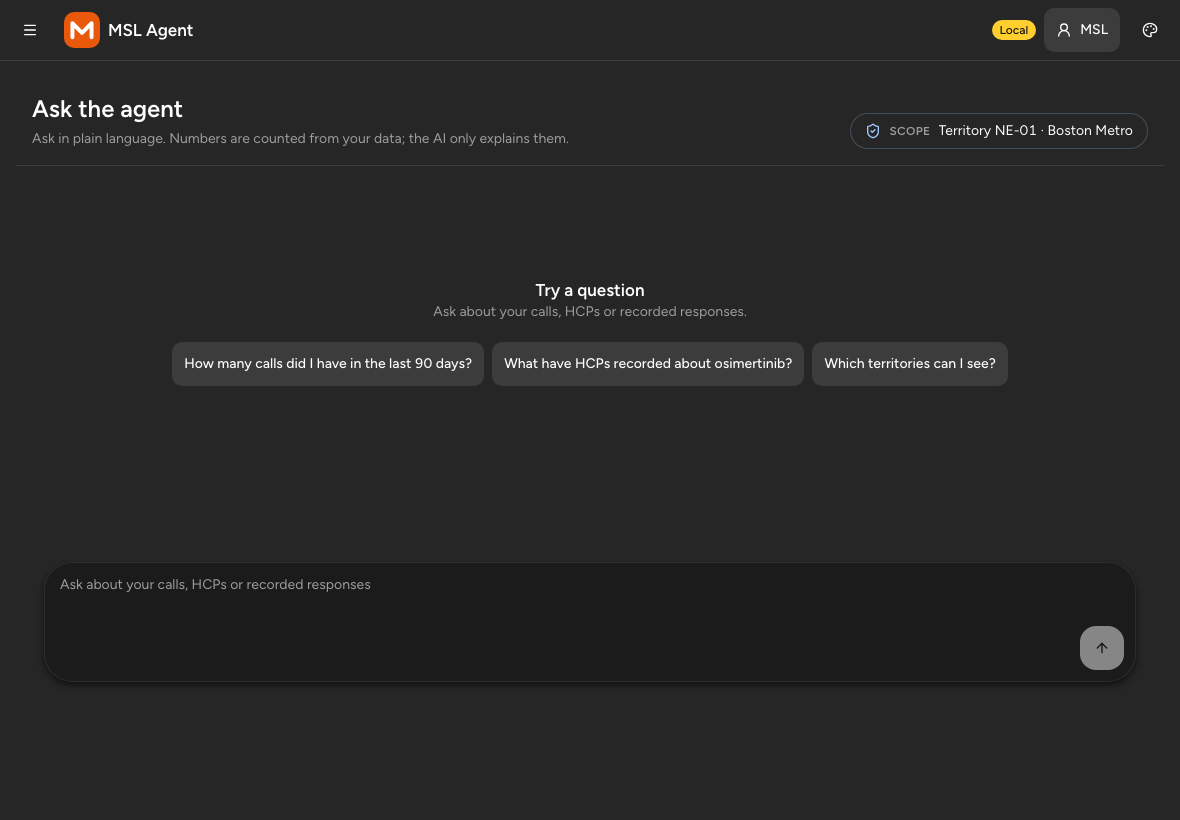 MSL Agent
Local
MSL
Ask the agent
Ask in plain language. Numbers are counted from your data; the AI only explains them.
SCOPE Territory NE-01 · Boston Metro
Try a question
Ask about your calls, HCPs or recorded responses.
How many calls did I have in the last 90 days?
What have HCPs recorded about osimertinib?
Which territories can I see?
Ask about your calls, HCPs or recorded responses